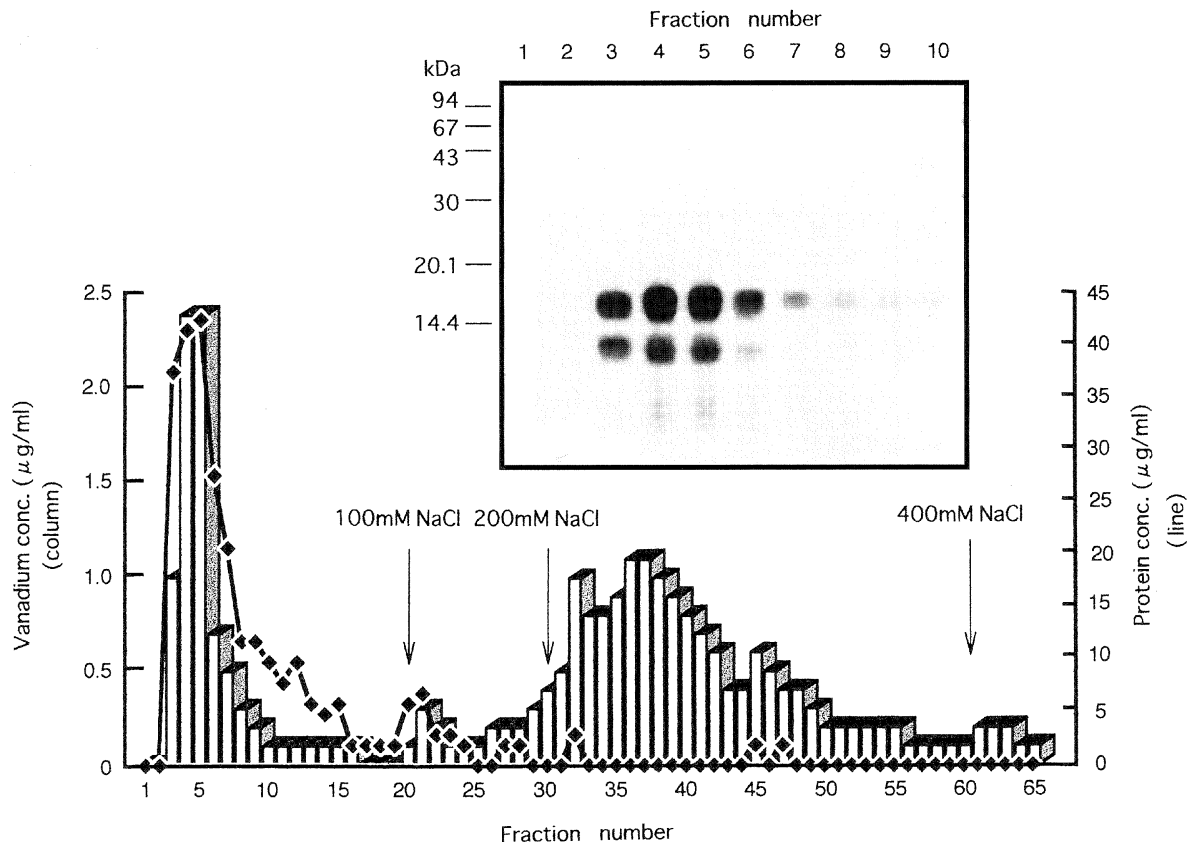 Fraction number
1 2 3 4 5 6 7 8 9 10
kDa
94
67
43
30
20.1
14.4
2.5
2.0
1.5
1.0
0.5
0
Vanadium conc. (μg/ml)
(column)
45
40
35
30
25
20
15
10
5
0
Protein conc. (μg/ml)
(line)
100mM NaCl 200mM NaCl
400mM NaCl
1 5 10 15 20 25 30 35 40 45 50 55 60 65
Fraction number